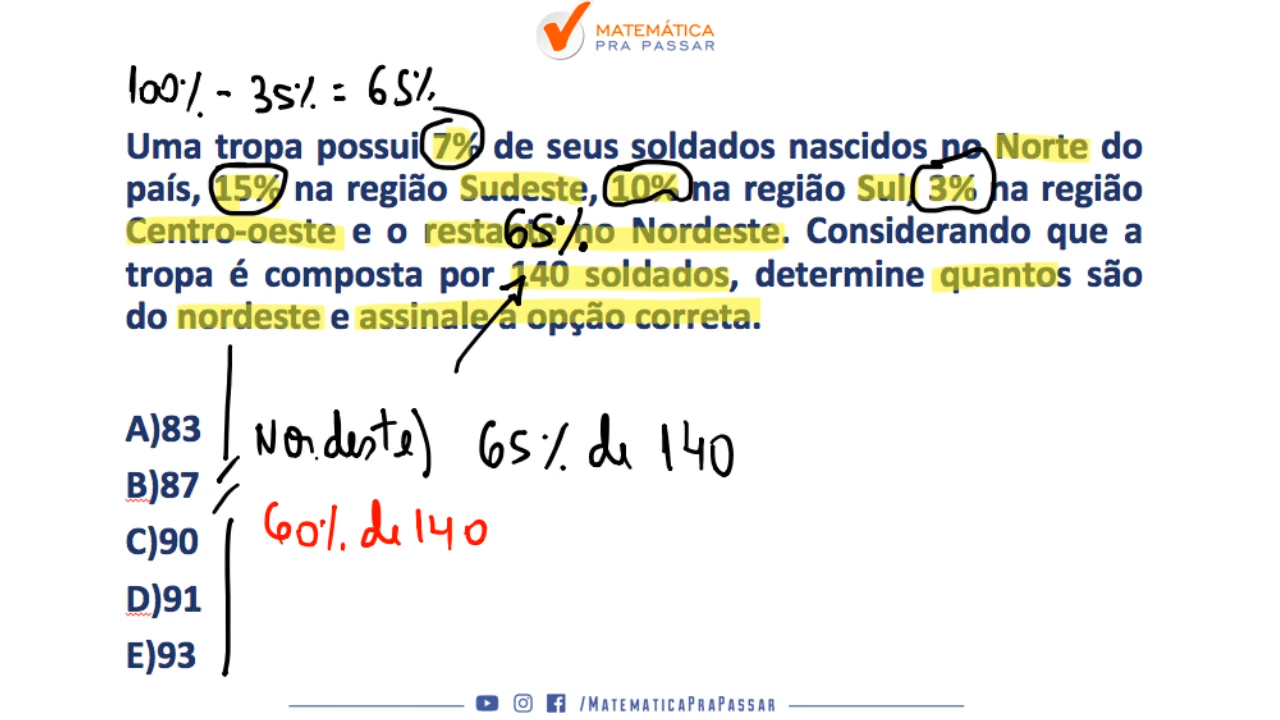 MATEMÁTICA
PRA PASSAR
100% - 35% = 65%
Uma tropa possui 7% de seus soldados nascidos no Norte do
país, 15% na região Sudeste, 10% na região Sul, 3% na região
Centro-oeste e o restante no Nordeste. Considerando que a
65%
tropa é composta por 140 soldados, determine quantos são
do nordeste e assinale a opção correta.
A)83
Nordeste) 65% de 140
B)87
60% de 140
C)90
D)91
E)93
/MATEMATICAPRAPASSAR